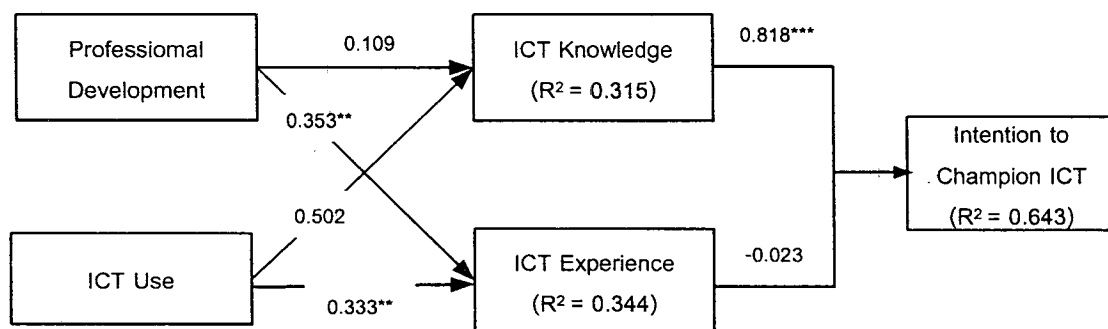 Professiomal
Development
0.109
ICT Knowledge
(R² = 0.315)
0.818***
0.353**
Intention to
Champion ICT
(R² = 0.643)
0.502
ICT Use
0.333**
ICT Experience
(R² = 0.344)
-0.023